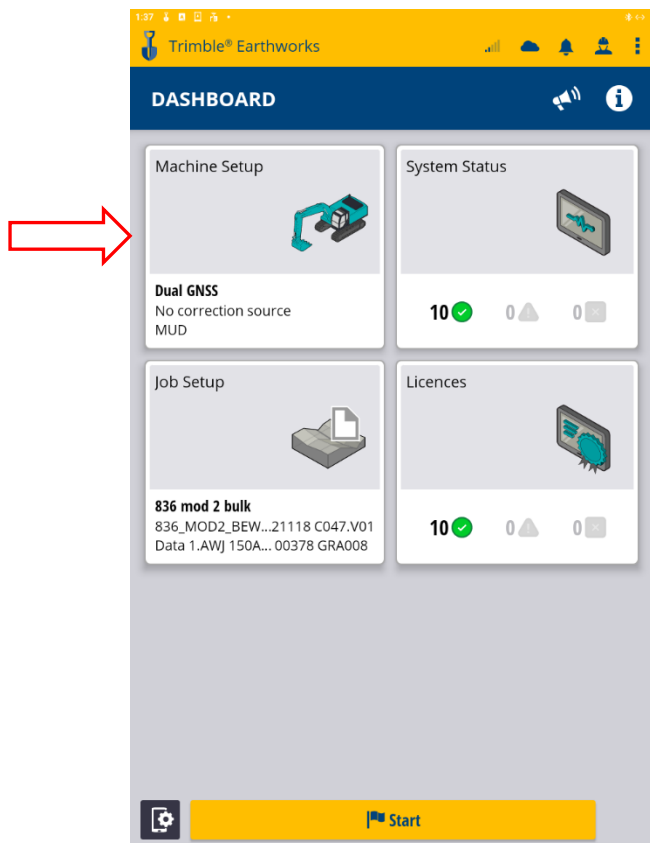 1:37
Trimble® Earthworks
DASHBOARD
Machine Setup
Dual GNSS
No correction source
MUD
System Status
10 0 0
Job Setup
836 mod 2 bulk
836_MOD2_BEW...21118 C047.V01
Data 1.AWJ 150A... 00378 GRA008
Licences
10 0 0
Start